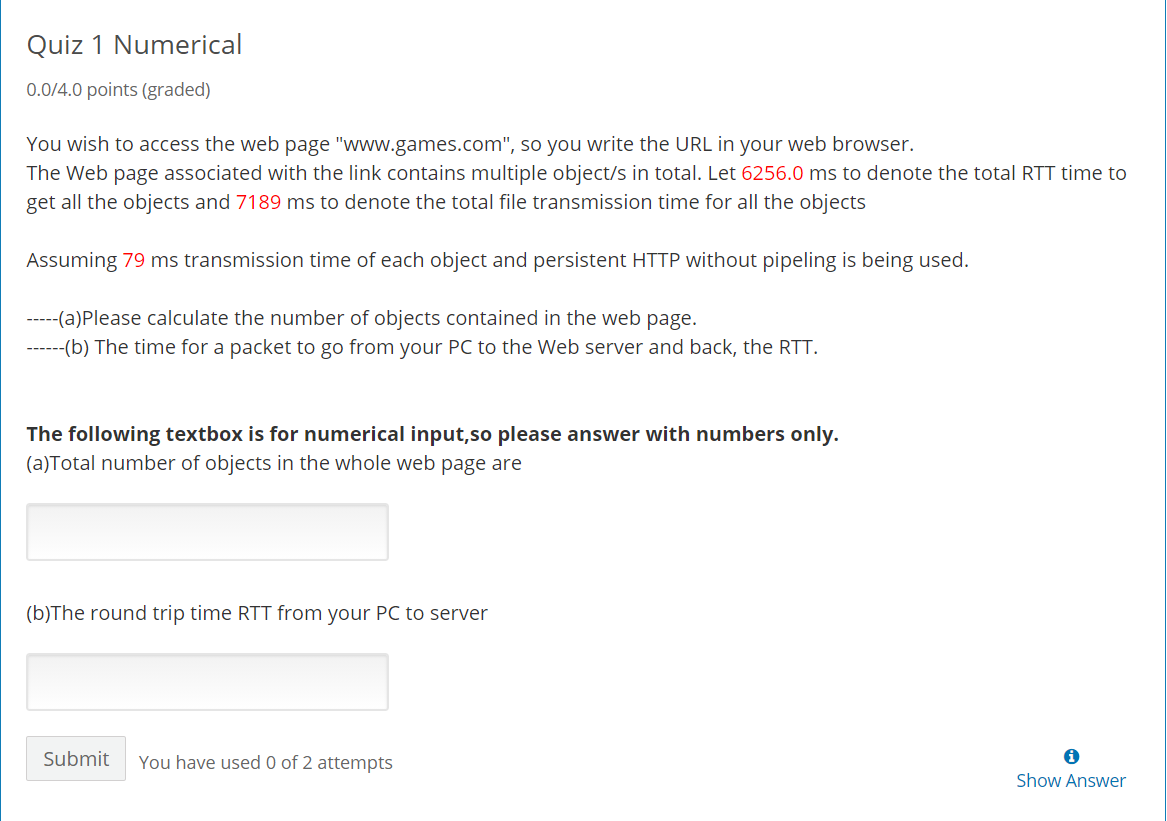 Quiz 1 Numerical
0.0/4.0 points (graded)
You wish to access the web page "www.games.com", so you write the URL in your web browser.
The Web page associated with the link contains multiple object/s in total. Let 6256.0 ms to denote the total RTT time to
get all the objects and 7189 ms to denote the total file transmission time for all the objects
Assuming 79 ms transmission time of each object and persistent HTTP without pipeling is being used.
-----(a)Please calculate the number of objects contained in the web page.
------(b) The time for a packet to go from your PC to the Web server and back, the RTT.
The following textbox is for numerical input,so please answer with numbers only.
(a)Total number of objects in the whole web page are
(b)The round trip time RTT from your PC to server
Submit You have used 0 of 2 attempts
Show Answer